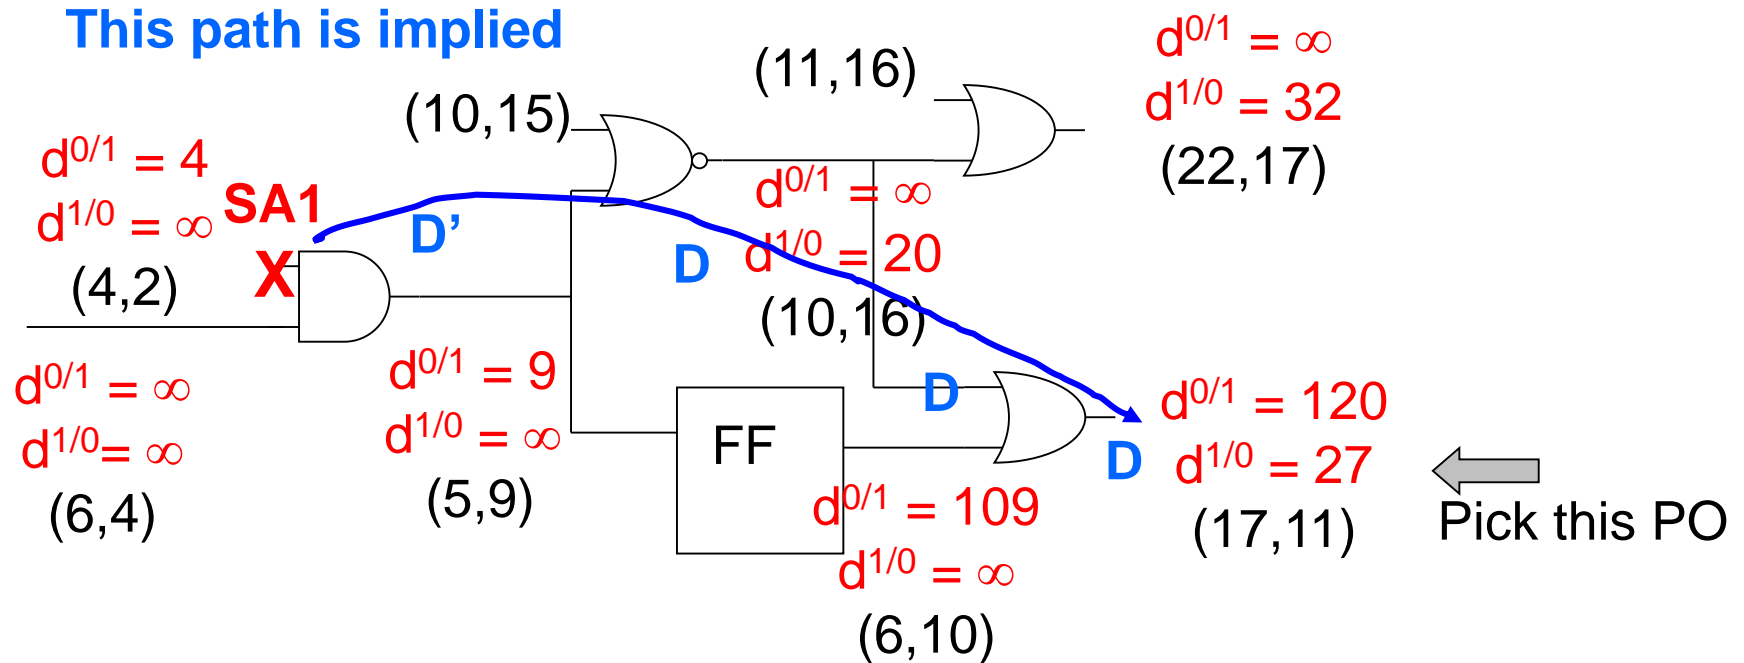 This path is implied
d0/1 = ∞
d1/0 = 32
(22,17)
(11,16)
(10,15)
d0/1 = 4
d1/0 = ∞
(4,2)
SA1
X
D’
D
d0/1 = ∞
d1/0 = 20
(10,16)
d0/1 = ∞
d1/0= ∞
(6,4)
d0/1 = 9
d1/0 = ∞
(5,9)
FF
D
d0/1 = 109
d1/0 = ∞
(6,10)
D
d0/1 = 120
d1/0 = 27
(17,11)
Pick this PO